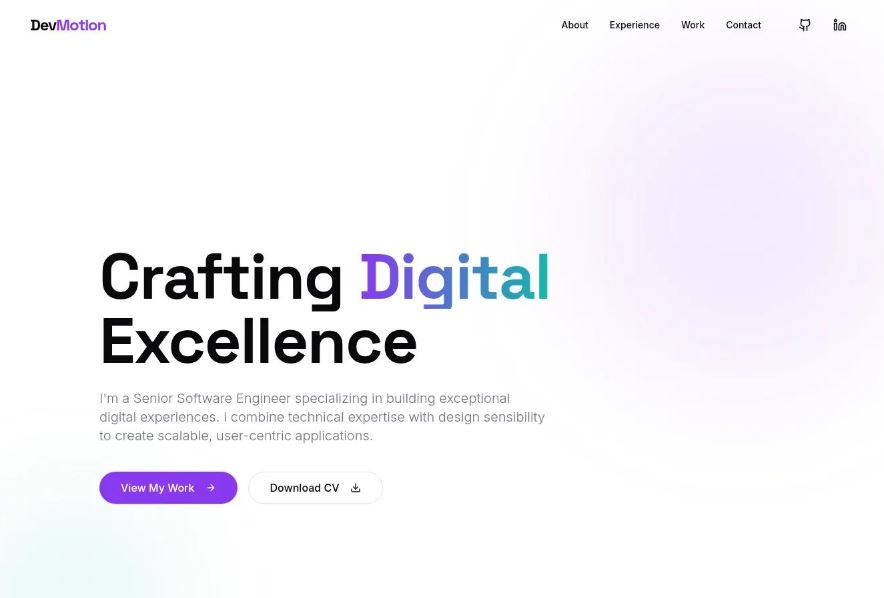 DevMotion
About Experience Work Contact
Crafting Digital
Excellence
I'm a Senior Software Engineer specializing in building exceptional
digital experiences. I combine technical expertise with design sensibility
to create scalable, user-centric applications.
View My Work
Download CV